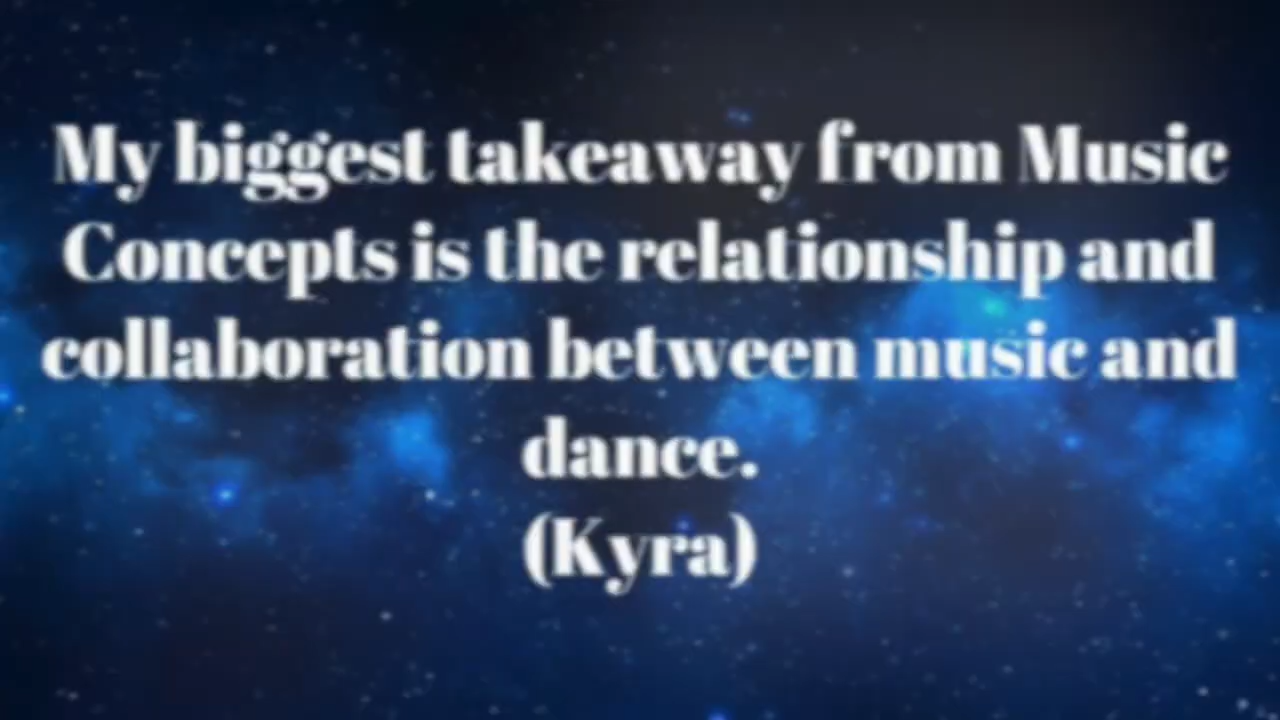 My biggest takeaway from Music
Concepts is the relationship and
collaboration between music and
dance.
(Kyra)